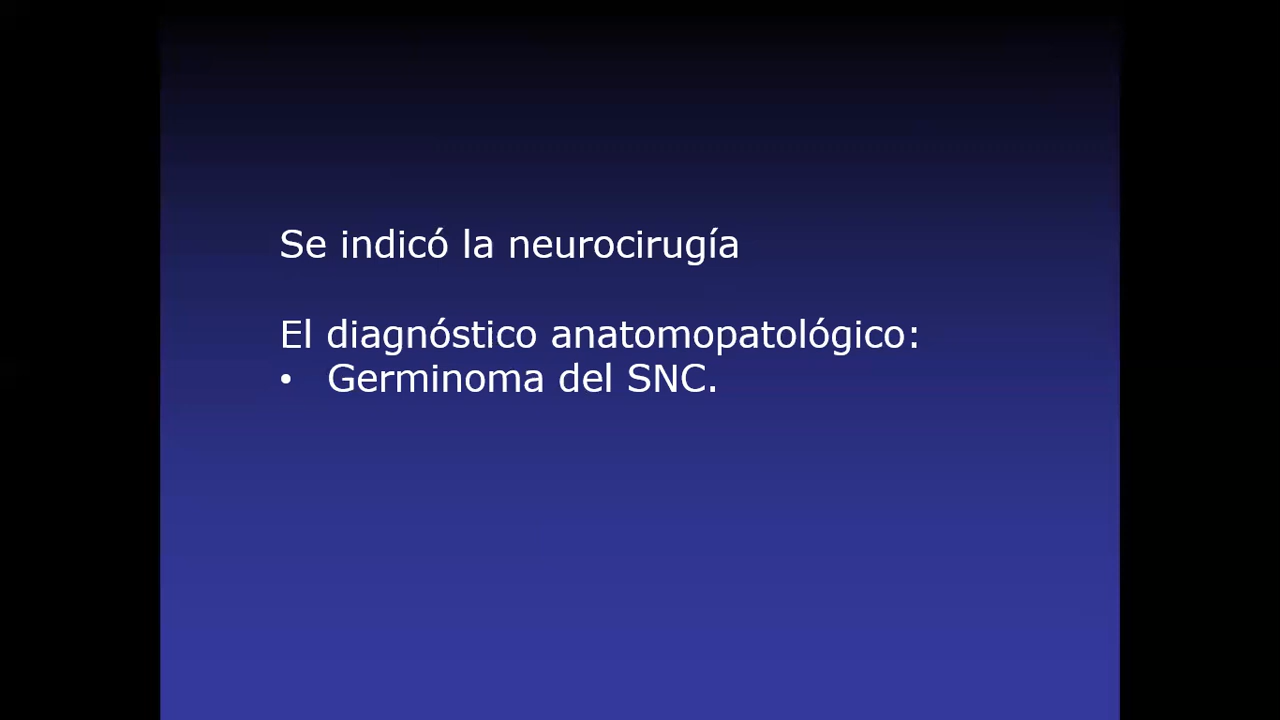 Se indicó la neurocirugía
El diagnóstico anatomopatológico:
• Germinoma del SNC.